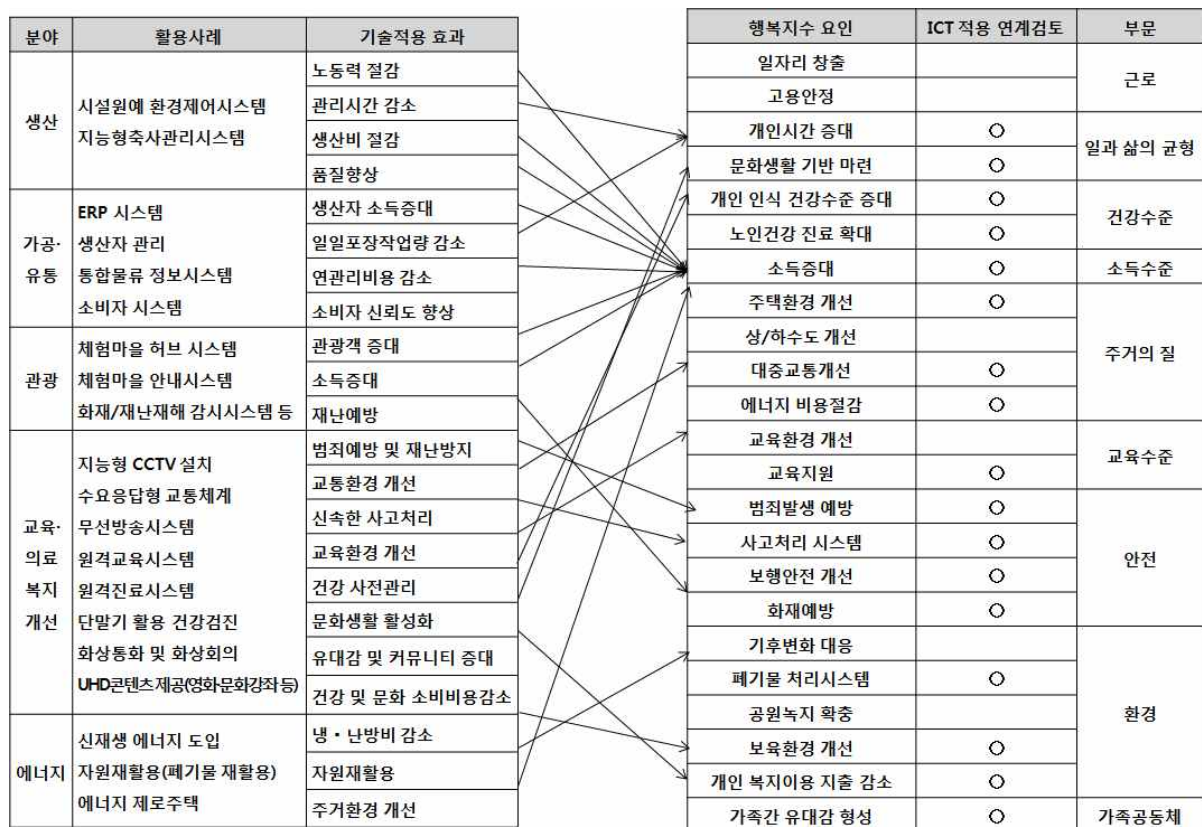 분야 활용사례 기술적용 효과
생산
시설원예 환경제어시스템
지능형축사관리시스템
노동력 절감
관리시간 감소
생산비 절감
품질향상
가공·
유통
ERP 시스템
생산자 관리
통합물류 정보시스템
소비자 시스템
생산자 소득증대
일일포장작업량 감소
연관리비용 감소
소비자 신뢰도 향상
관광
체험마을 허브 시스템
체험마을 안내시스템
화재/재난재해 감시시스템 등
관광객 증대
소득증대
재난예방
교육·
의료
복지
개선
지능형 CCTV 설치
수요응답형 교통체계
무선방송시스템
원격교육시스템
원격진료시스템
단말기 활용 건강검진
화상통화 및 화상회의
UHD콘텐츠제공(영화·문화강좌 등)
범죄예방 및 재난방지
교통환경 개선
신속한 사고처리
교육환경 개선
건강 사전관리
문화생활 활성화
유대감 및 커뮤니티 증대
건강 및 문화 소비비용감소
에너지
신재생 에너지 도입
자원재활용(폐기물 재활용)
에너지 제로주택
냉·난방비 감소
자원재활용
주거환경 개선
행복지수 요인 ICT 적용 연계검토 부문
일자리 창출
고용안정
근로
개인시간 증대 ○
문화생활 기반 마련 ○
일과 삶의 균형
개인 인식 건강수준 증대 ○
노인건강 진료 확대 ○
건강수준
소득증대 ○ 소득수준
주택환경 개선 ○
상/하수도 개선
대중교통개선 ○
에너지 비용절감 ○
주거의 질
교육환경 개선
교육지원 ○
교육수준
범죄발생 예방 ○
사고처리 시스템 ○
보행안전 개선 ○
화재예방 ○
안전
기후변화 대응
폐기물 처리시스템 ○
공원녹지 확충
보육환경 개선 ○
개인 복지이용 지출 감소 ○
환경
가족간 유대감 형성 ○ 가족공동체